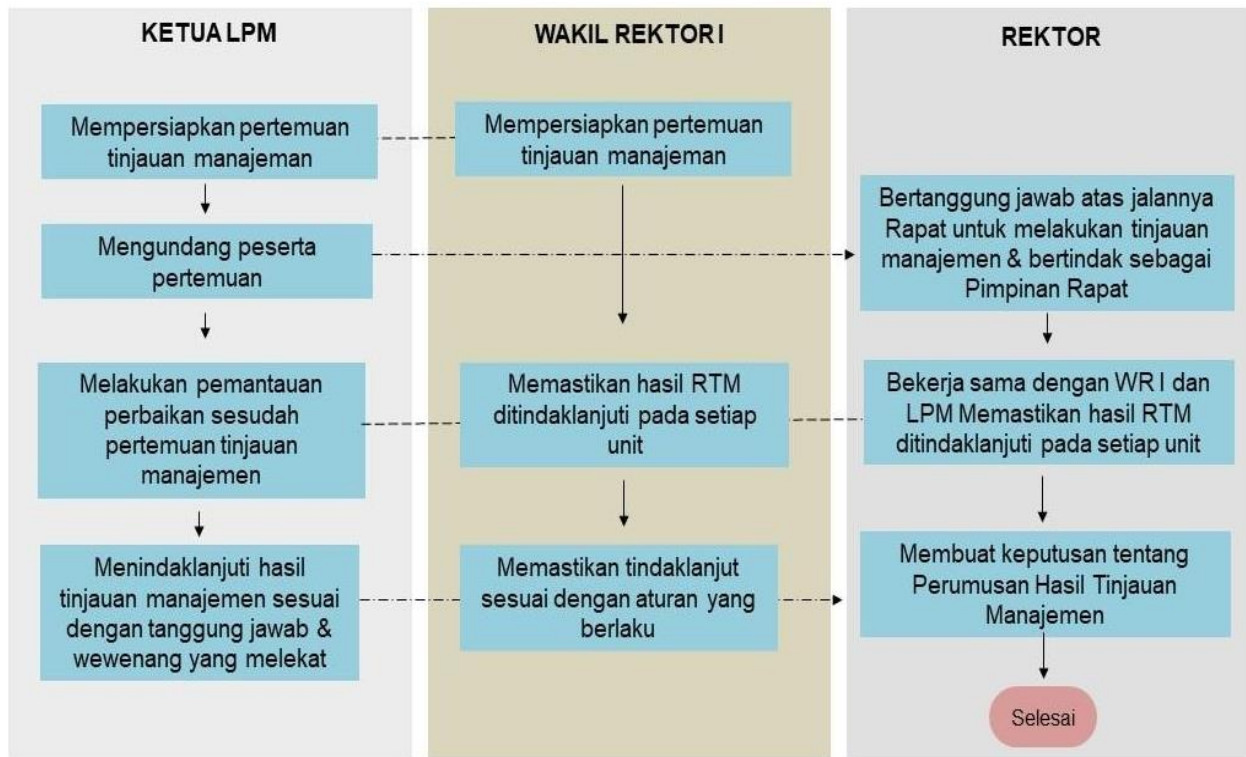 KETUA LPM
Mempersiapkan pertemuan
tinjauan manajeman
Mengundang peserta
pertemuan
Melakukan pemantauan
perbaikan sesudah
pertemuan tinjauan
manajemen
Menindaklanjuti hasil
tinjauan manajemen sesuai
dengan tanggung jawab &
wewenang yang melekat
WAKIL REKTOR I
Mempersiapkan pertemuan
tinjauan manajeman
Memastikan hasil RTM
ditindaklanjuti pada setiap
unit
Memastikan tindaklanjut
sesuai dengan aturan yang
berlaku
REKTOR
Bertanggung jawab atas jalannya
Rapat untuk melakukan tinjauan
manajemen & bertindak sebagai
Pimpinan Rapat
Bekerja sama dengan WR I dan
LPM Memastikan hasil RTM
ditindaklanjuti pada setiap unit
Membuat keputusan tentang
Perumusan Hasil Tinjauan
Manajemen
Selesai